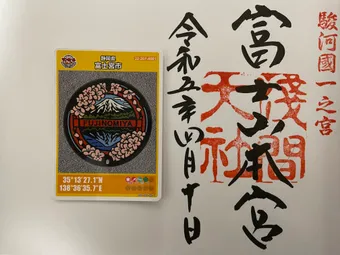 駿河國一之宮
富士山本宮
浅間
大社
令和五年四月十日
静岡県
富士宮市
FUJINOMIYA
35°13'27.1"N
138°36'35.7"E